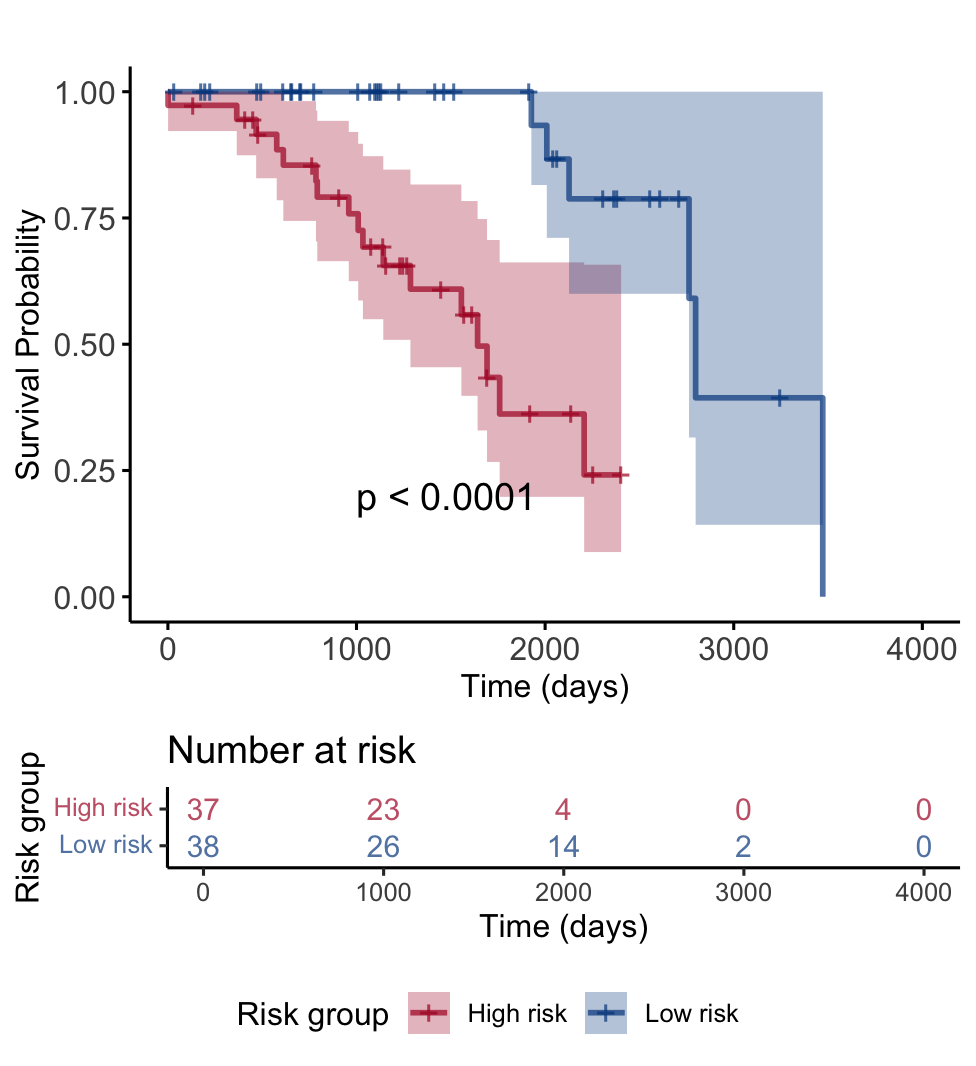 1.00
0.75
0.50
0.25
0.00
Survival Probability
p < 0.0001
0 1000 2000 3000 4000
Time (days)
Number at risk
Risk group
High risk 37 23 4 0 0
Low risk 38 26 14 2 0
0 1000 2000 3000 4000
Time (days)
Risk group High risk Low risk